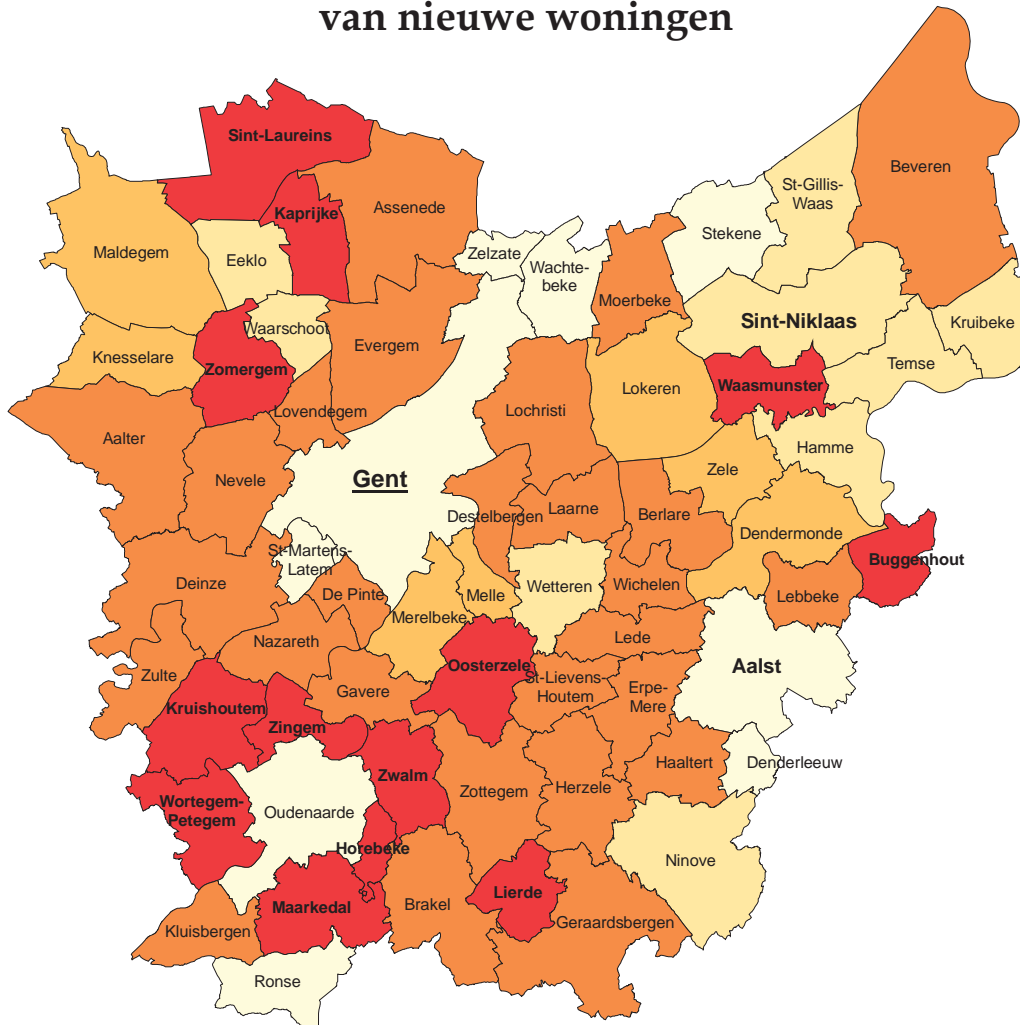 van nieuwe woningen
Sint-Laureins
Beveren
St-Gillis-
Waas
Kaprijke
Assenede
Stekene
Maldegem
Eeklo
Zelzate
Wachte-
beke
Moerbeke
Sint-Niklaas
Kruibeke
Waarschoot
Knesselare
Evergem
Zomergem
Temse
Lokeren
Waasmunster
Lovendegem
Lochristi
Aalter
Hamme
Nevele
Gent
Zele
Destelbergen
Laarne
Berlare
Dendermonde
St-Martens-
Latem
Buggenhout
Deinze
De Pinte
Melle
Wetteren
Wichelen
Lebbeke
Merelbeke
Nazareth
Lede
Zulte
Oosterzele
Aalst
Gavere
St-Lievens-
Houtem
Erpe-
Mere
Kruishoutem
Zingem
Zwalm
Haaltert
Denderleeuw
Zottegem
Herzele
Wortegem-
Petegem
Oudenaarde
Horebeke
Ninove
Maarkedal
Brakel
Lierde
Geraardsbergen
Kluisbergen
Ronse